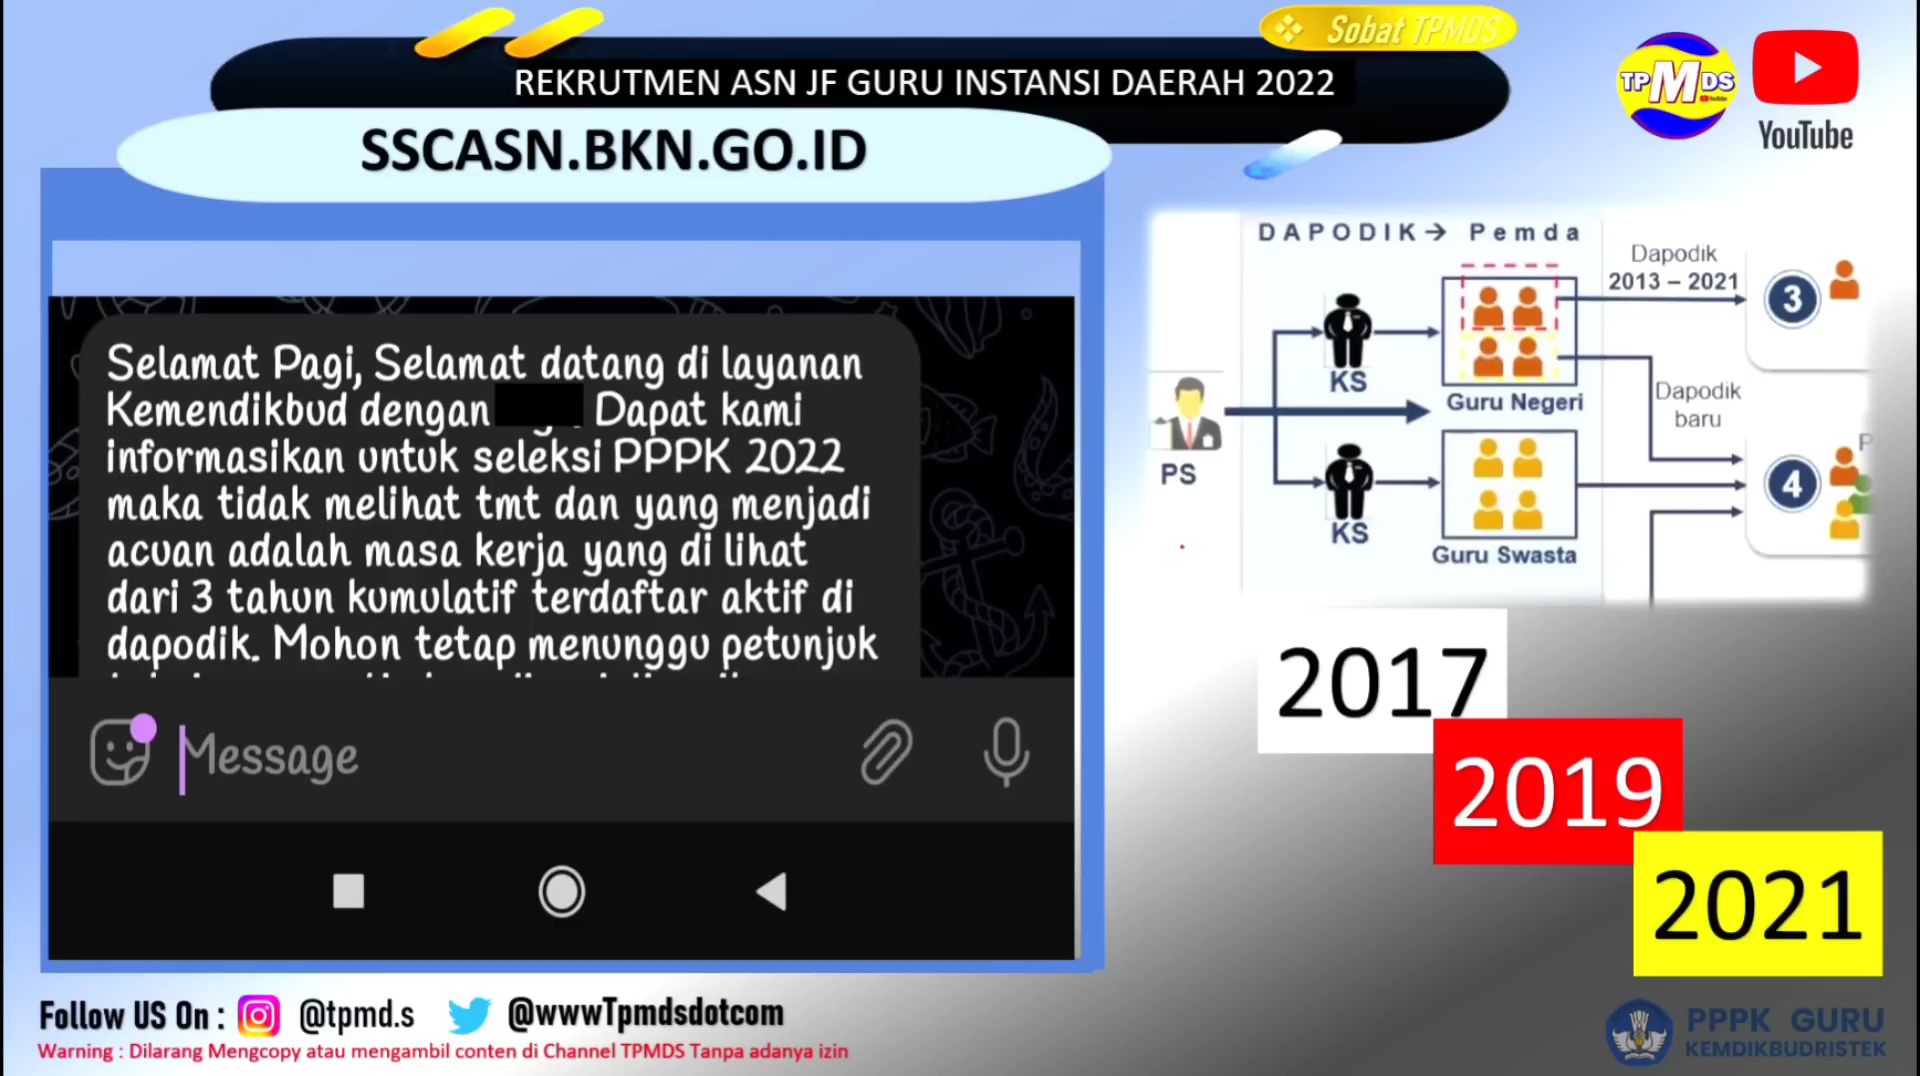 Sobat TPMDS
REKRUTMEN ASN JF GURU INSTANSI DAERAH 2022
SSCASN.BKN.GO.ID
TPMDS
YouTube
Selamat Pagi, Selamat datang di layanan
Kemendikbud dengan Dapat kami
informasikan untuk seleksi PPPK 2022
maka tidak melihat tmt dan yang menjadi
acuan adalah masa kerja yang di lihat
dari 3 tahun kumulatif terdaftar aktif di
dapodik. Mohon tetap menunggu petunjuk
Message
DAPODIK→ Pemda
Dapodik
2013 – 2021
3
KS
Guru Negeri
Dapodik
baru
PS
4
P
KS
Guru Swasta
2017
2019
2021
Follow US On : @tpmd.s @wwwTpmdsdotcom
Warning : Dilarang Mengcopy atau mengambil conten di Channel TPMDS Tanpa adanya izin
PPPK GURU
KEMDIKBUDRISTEK